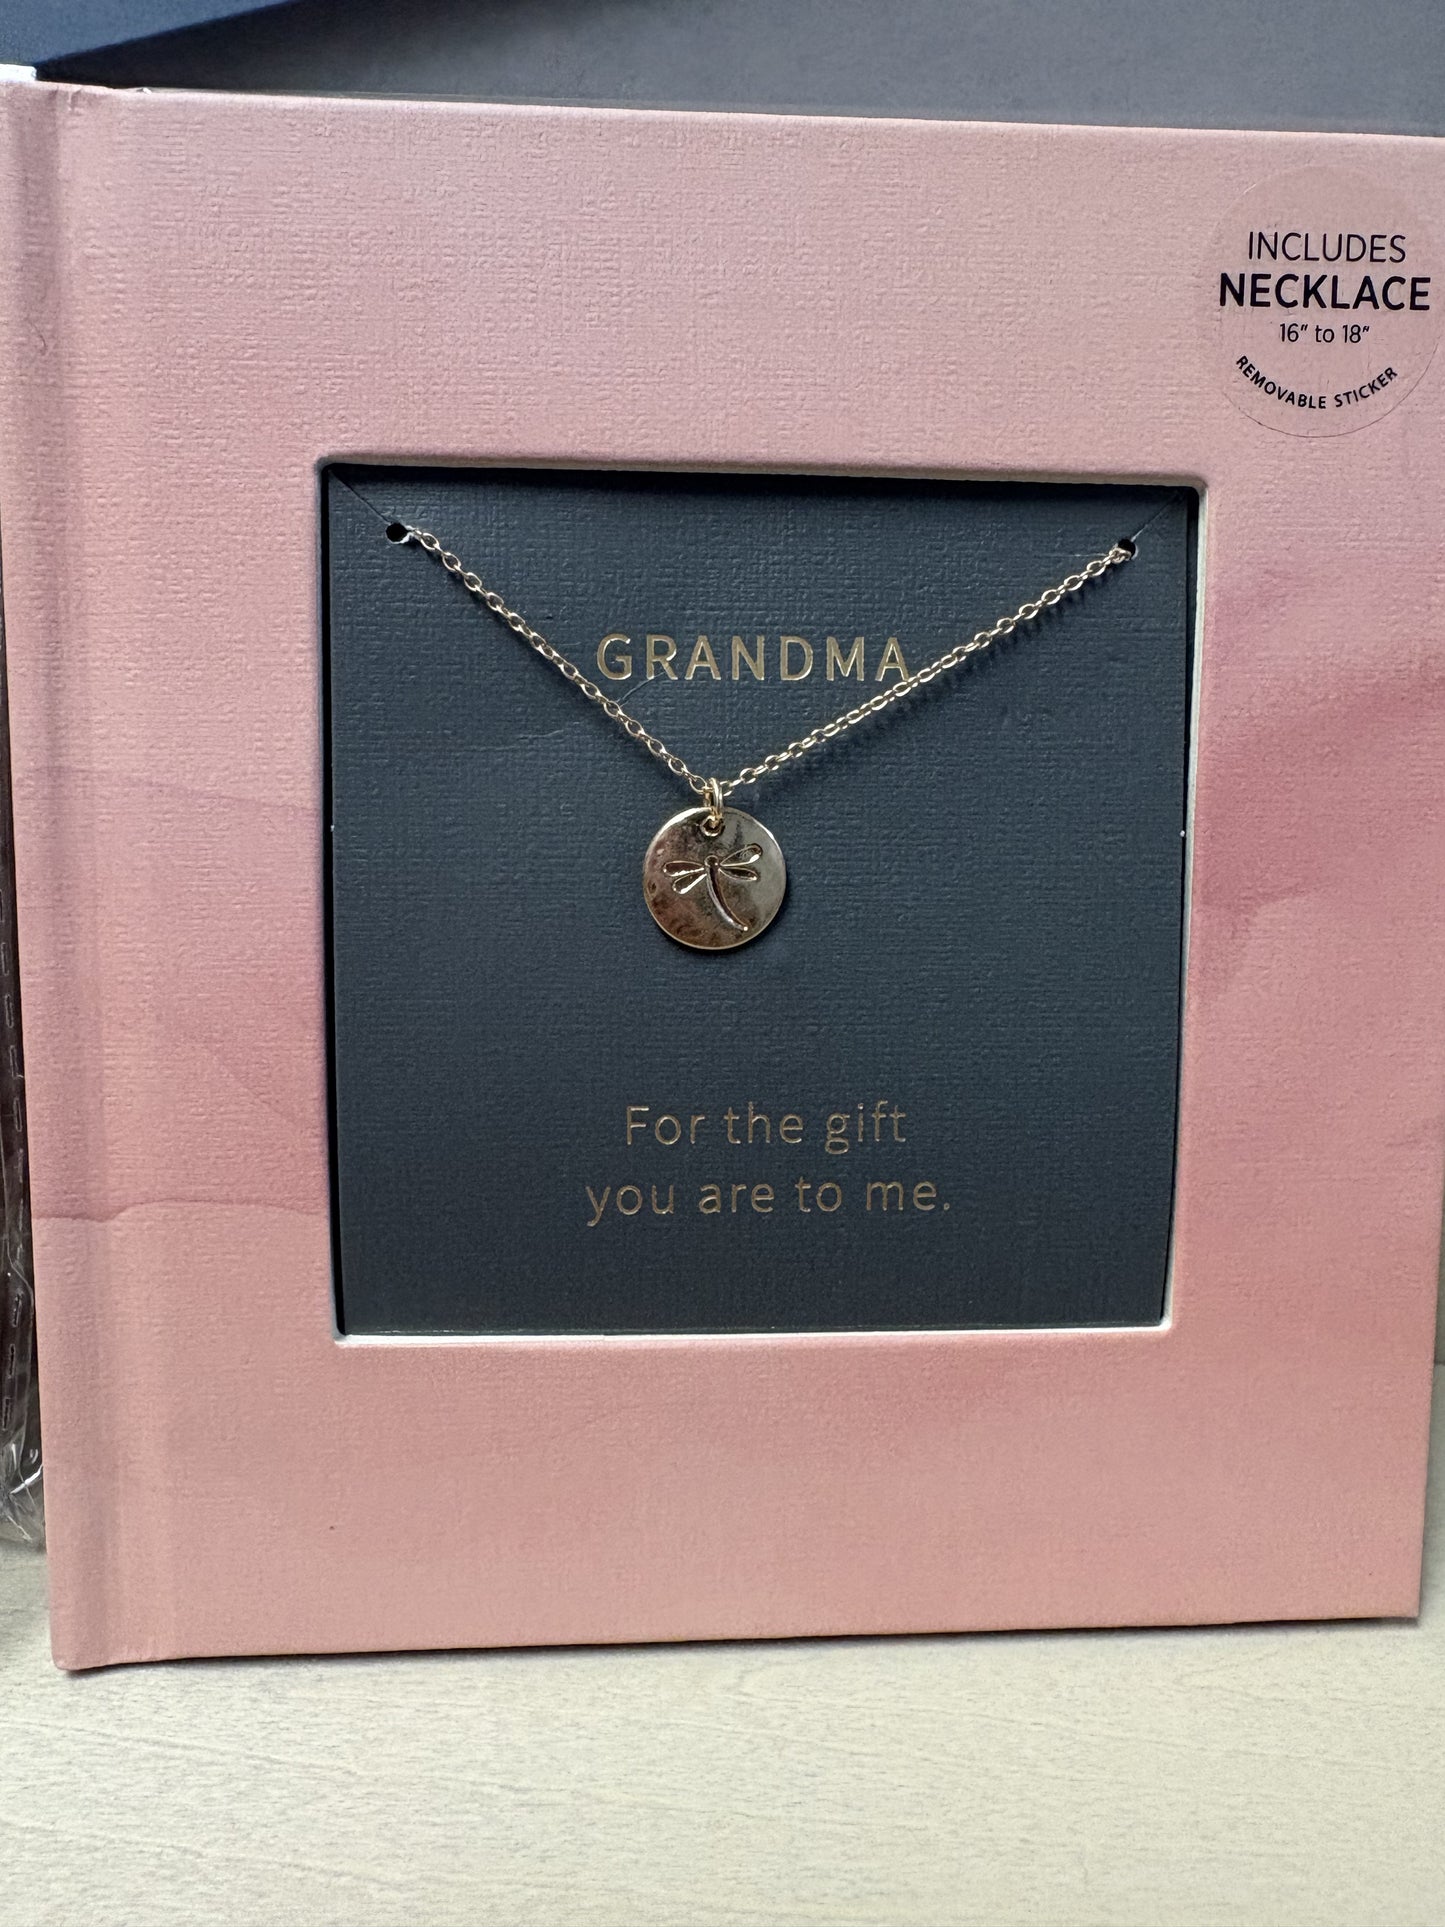 INCLUDES
NECKLACE
16" to 18"
REMOVABLE STICKER
GRANDMA
For the gift
you are to me.